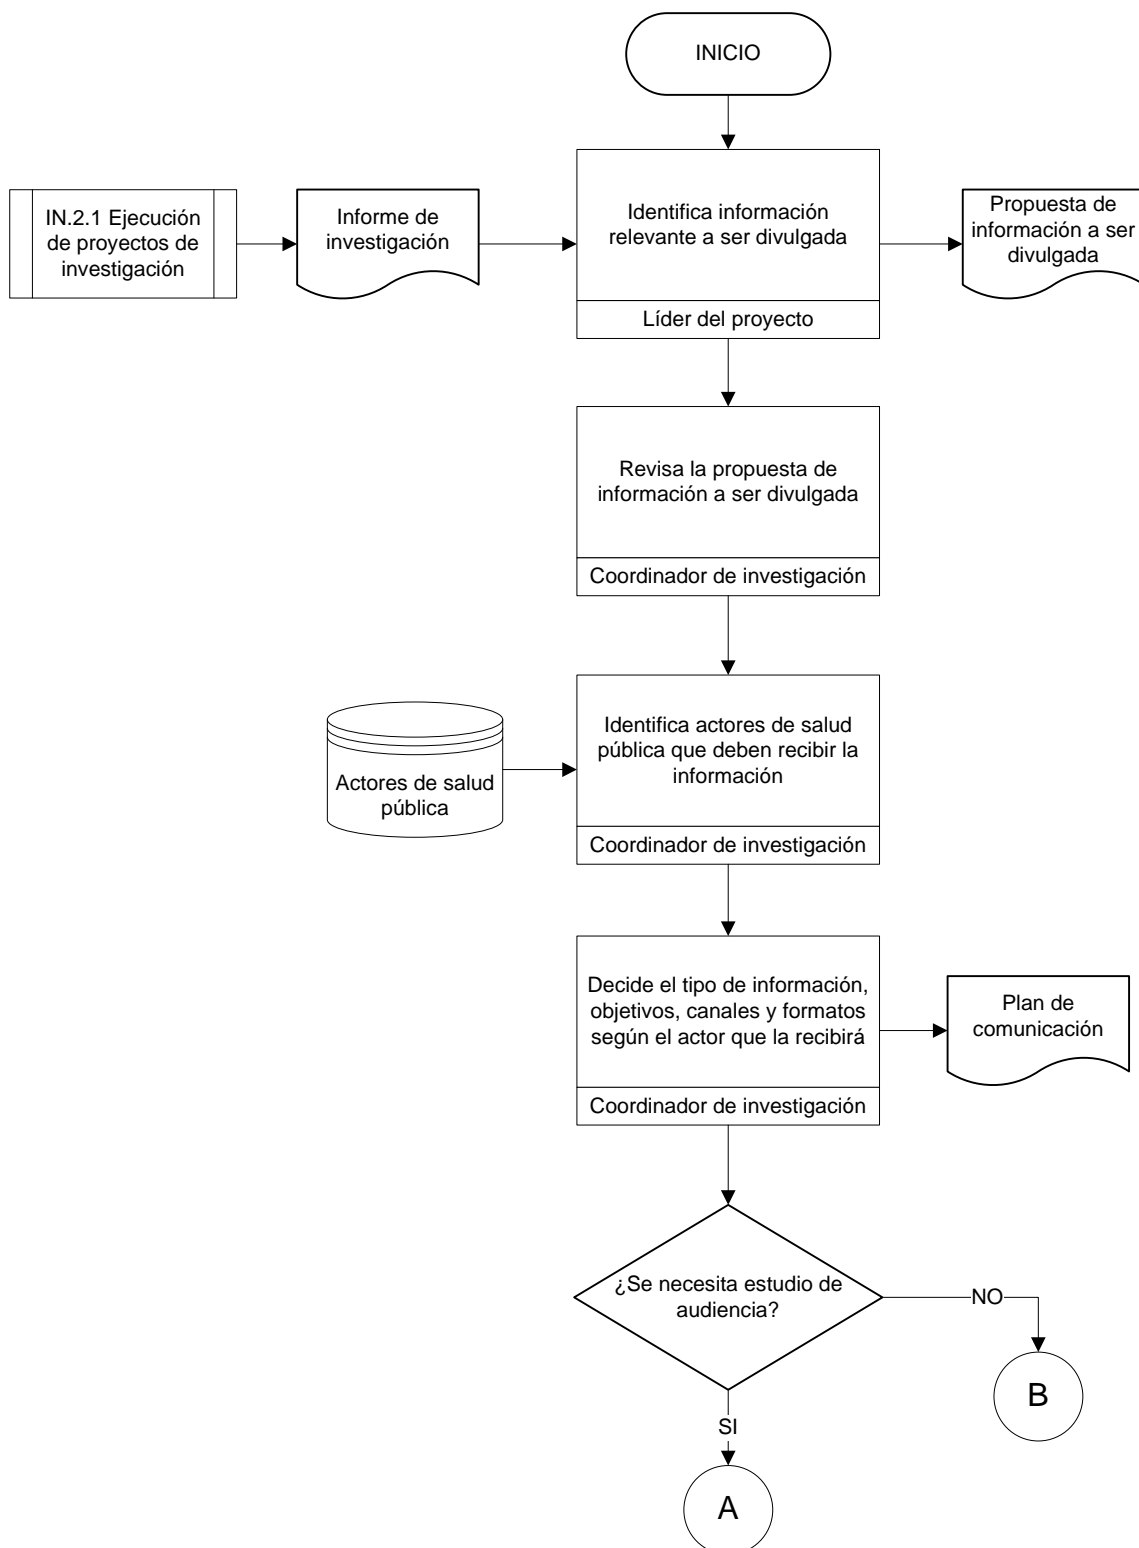 INICIO
IN.2.1 Ejecución
de proyectos de
investigación
Informe de
investigación
Identifica información
relevante a ser divulgada
Líder del proyecto
Propuesta de
información a ser
divulgada
Revisa la propuesta de
información a ser divulgada
Coordinador de investigación
Actores de salud
pública
Identifica actores de salud
pública que deben recibir la
información
Coordinador de investigación
Decide el tipo de información,
objetivos, canales y formatos
según el actor que la recibirá
Coordinador de investigación
Plan de
comunicación
¿Se necesita estudio de
audiencia?
NO
B
SI
A